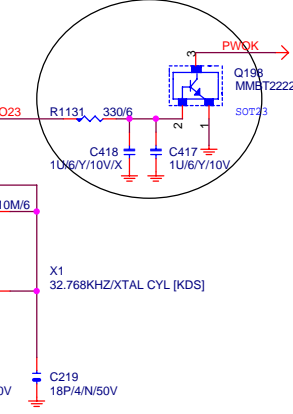 3
PWOK
Q198
MMBT2222
SOT23
O23
R1131
330/6
2
1
C418
1U/6/Y/10V/X
C417
1U/6/Y/10V
10M/6
X1
32.768KHZ/XTAL CYL [KDS]
C219
18P/4/N/50V
0V